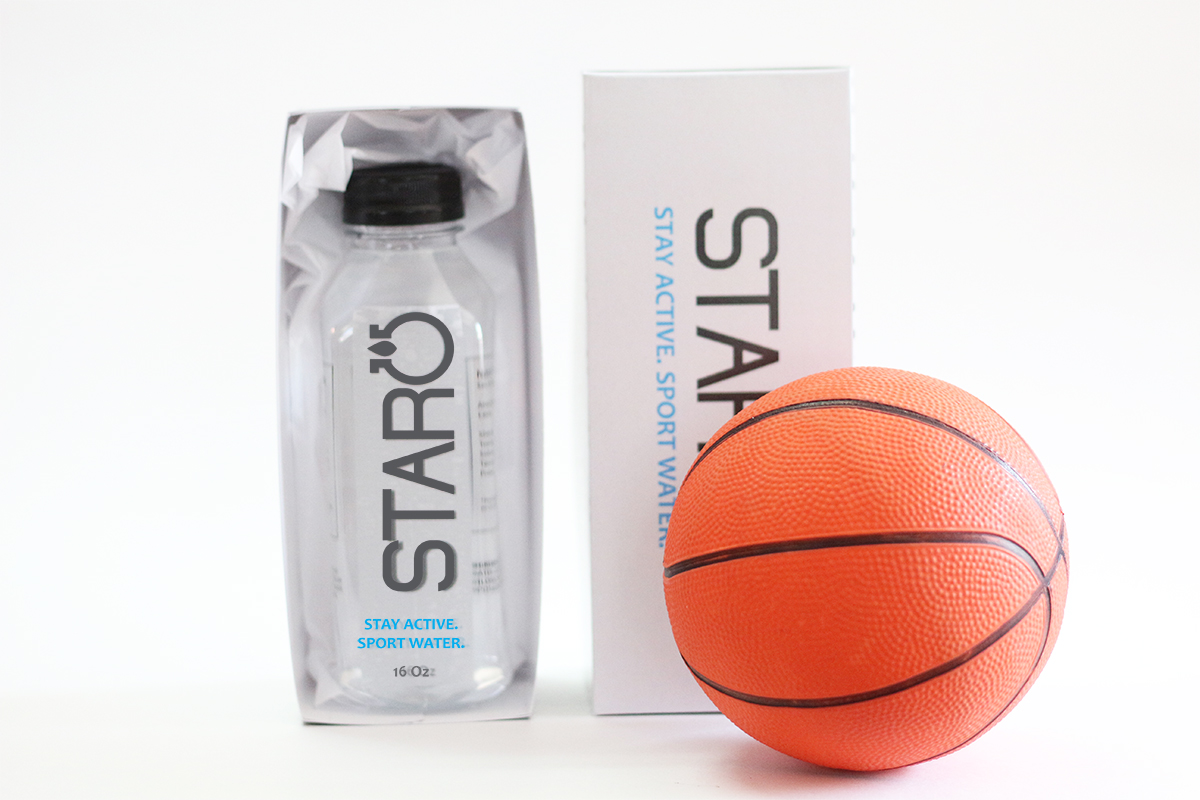 STARO
STAY ACTIVE.
SPORT WATER.
16 Oz
STAR
STAY ACTIVE. SPORT WATER.